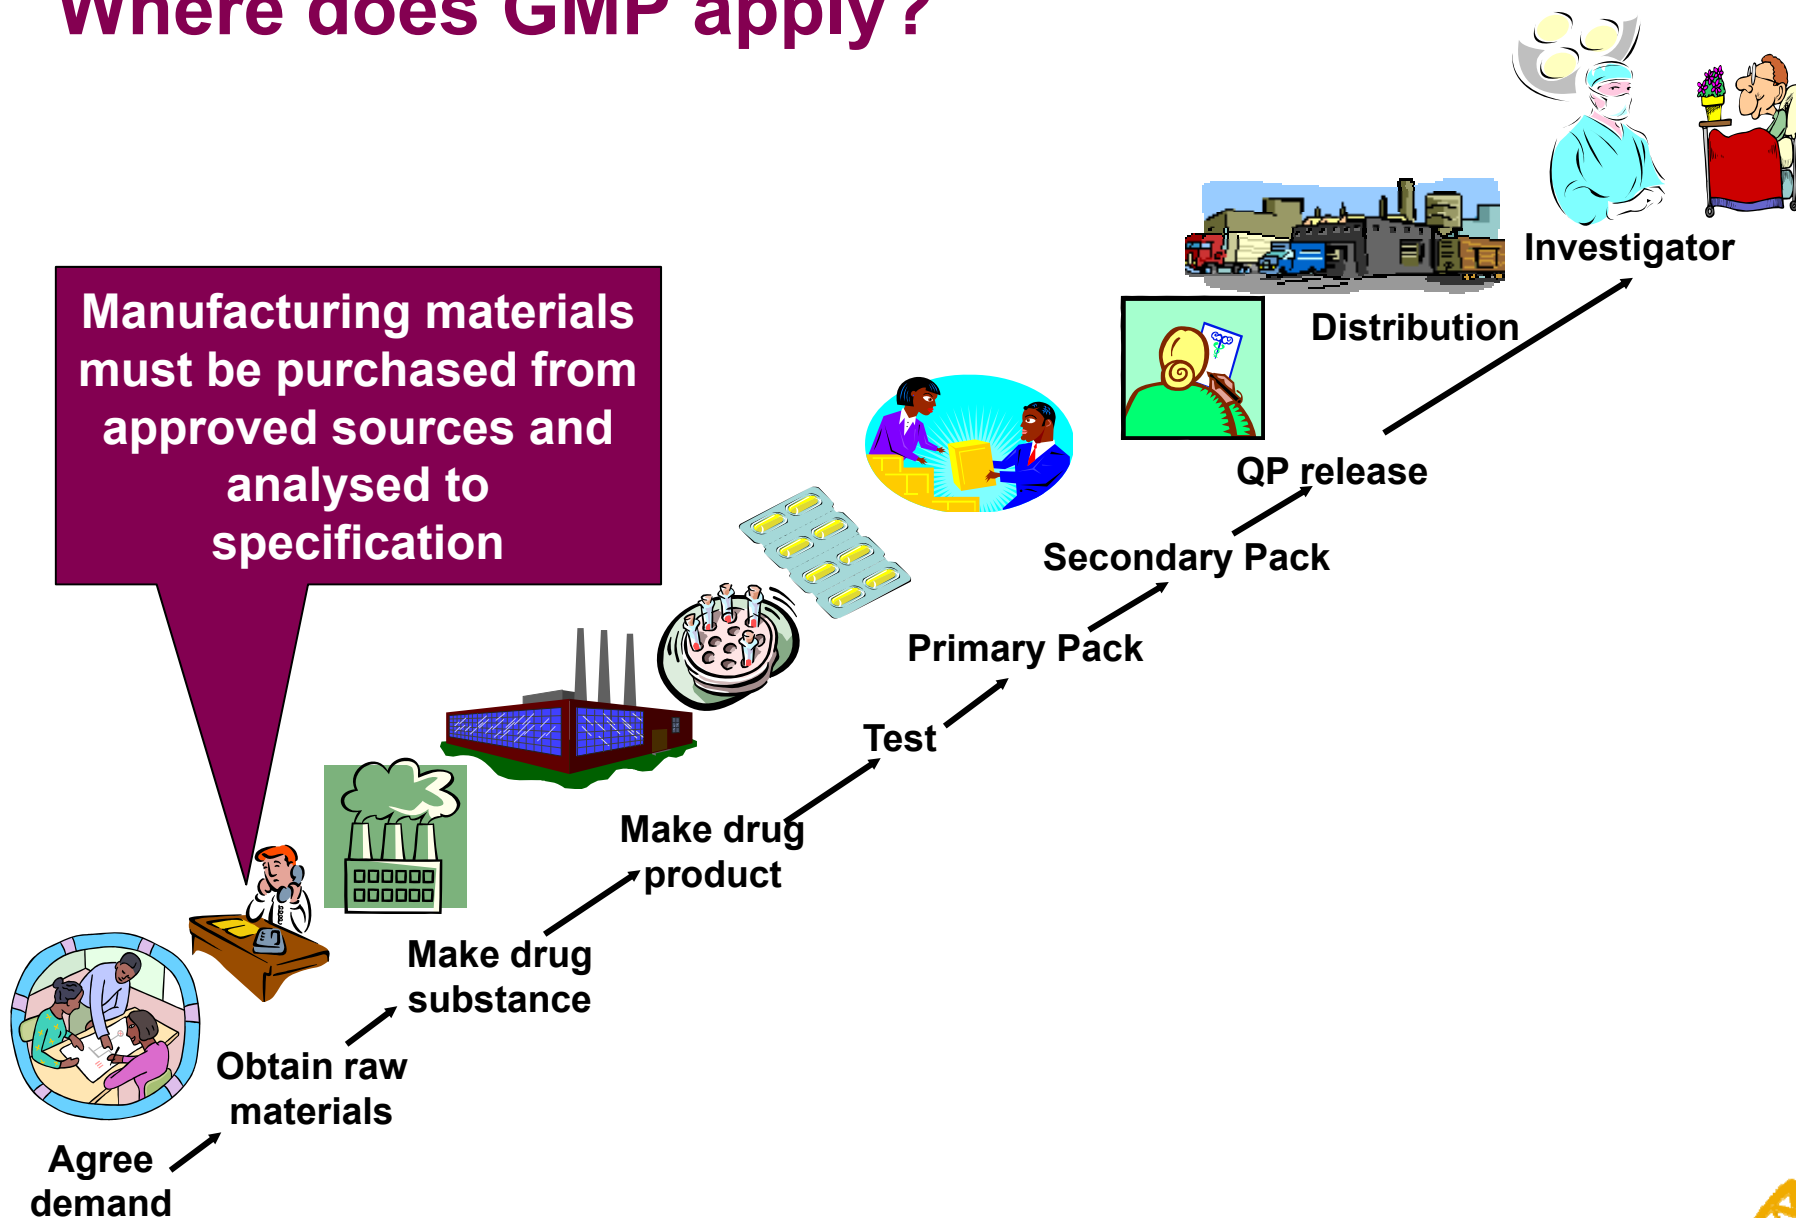 Where does GMP apply?
Manufacturing materials
must be purchased from
approved sources and
analysed to
specification
Investigator
Distribution
QP release
Secondary Pack
Primary Pack
Test
Make drug
product
Make drug
substance
Obtain raw
materials
Agree
demand